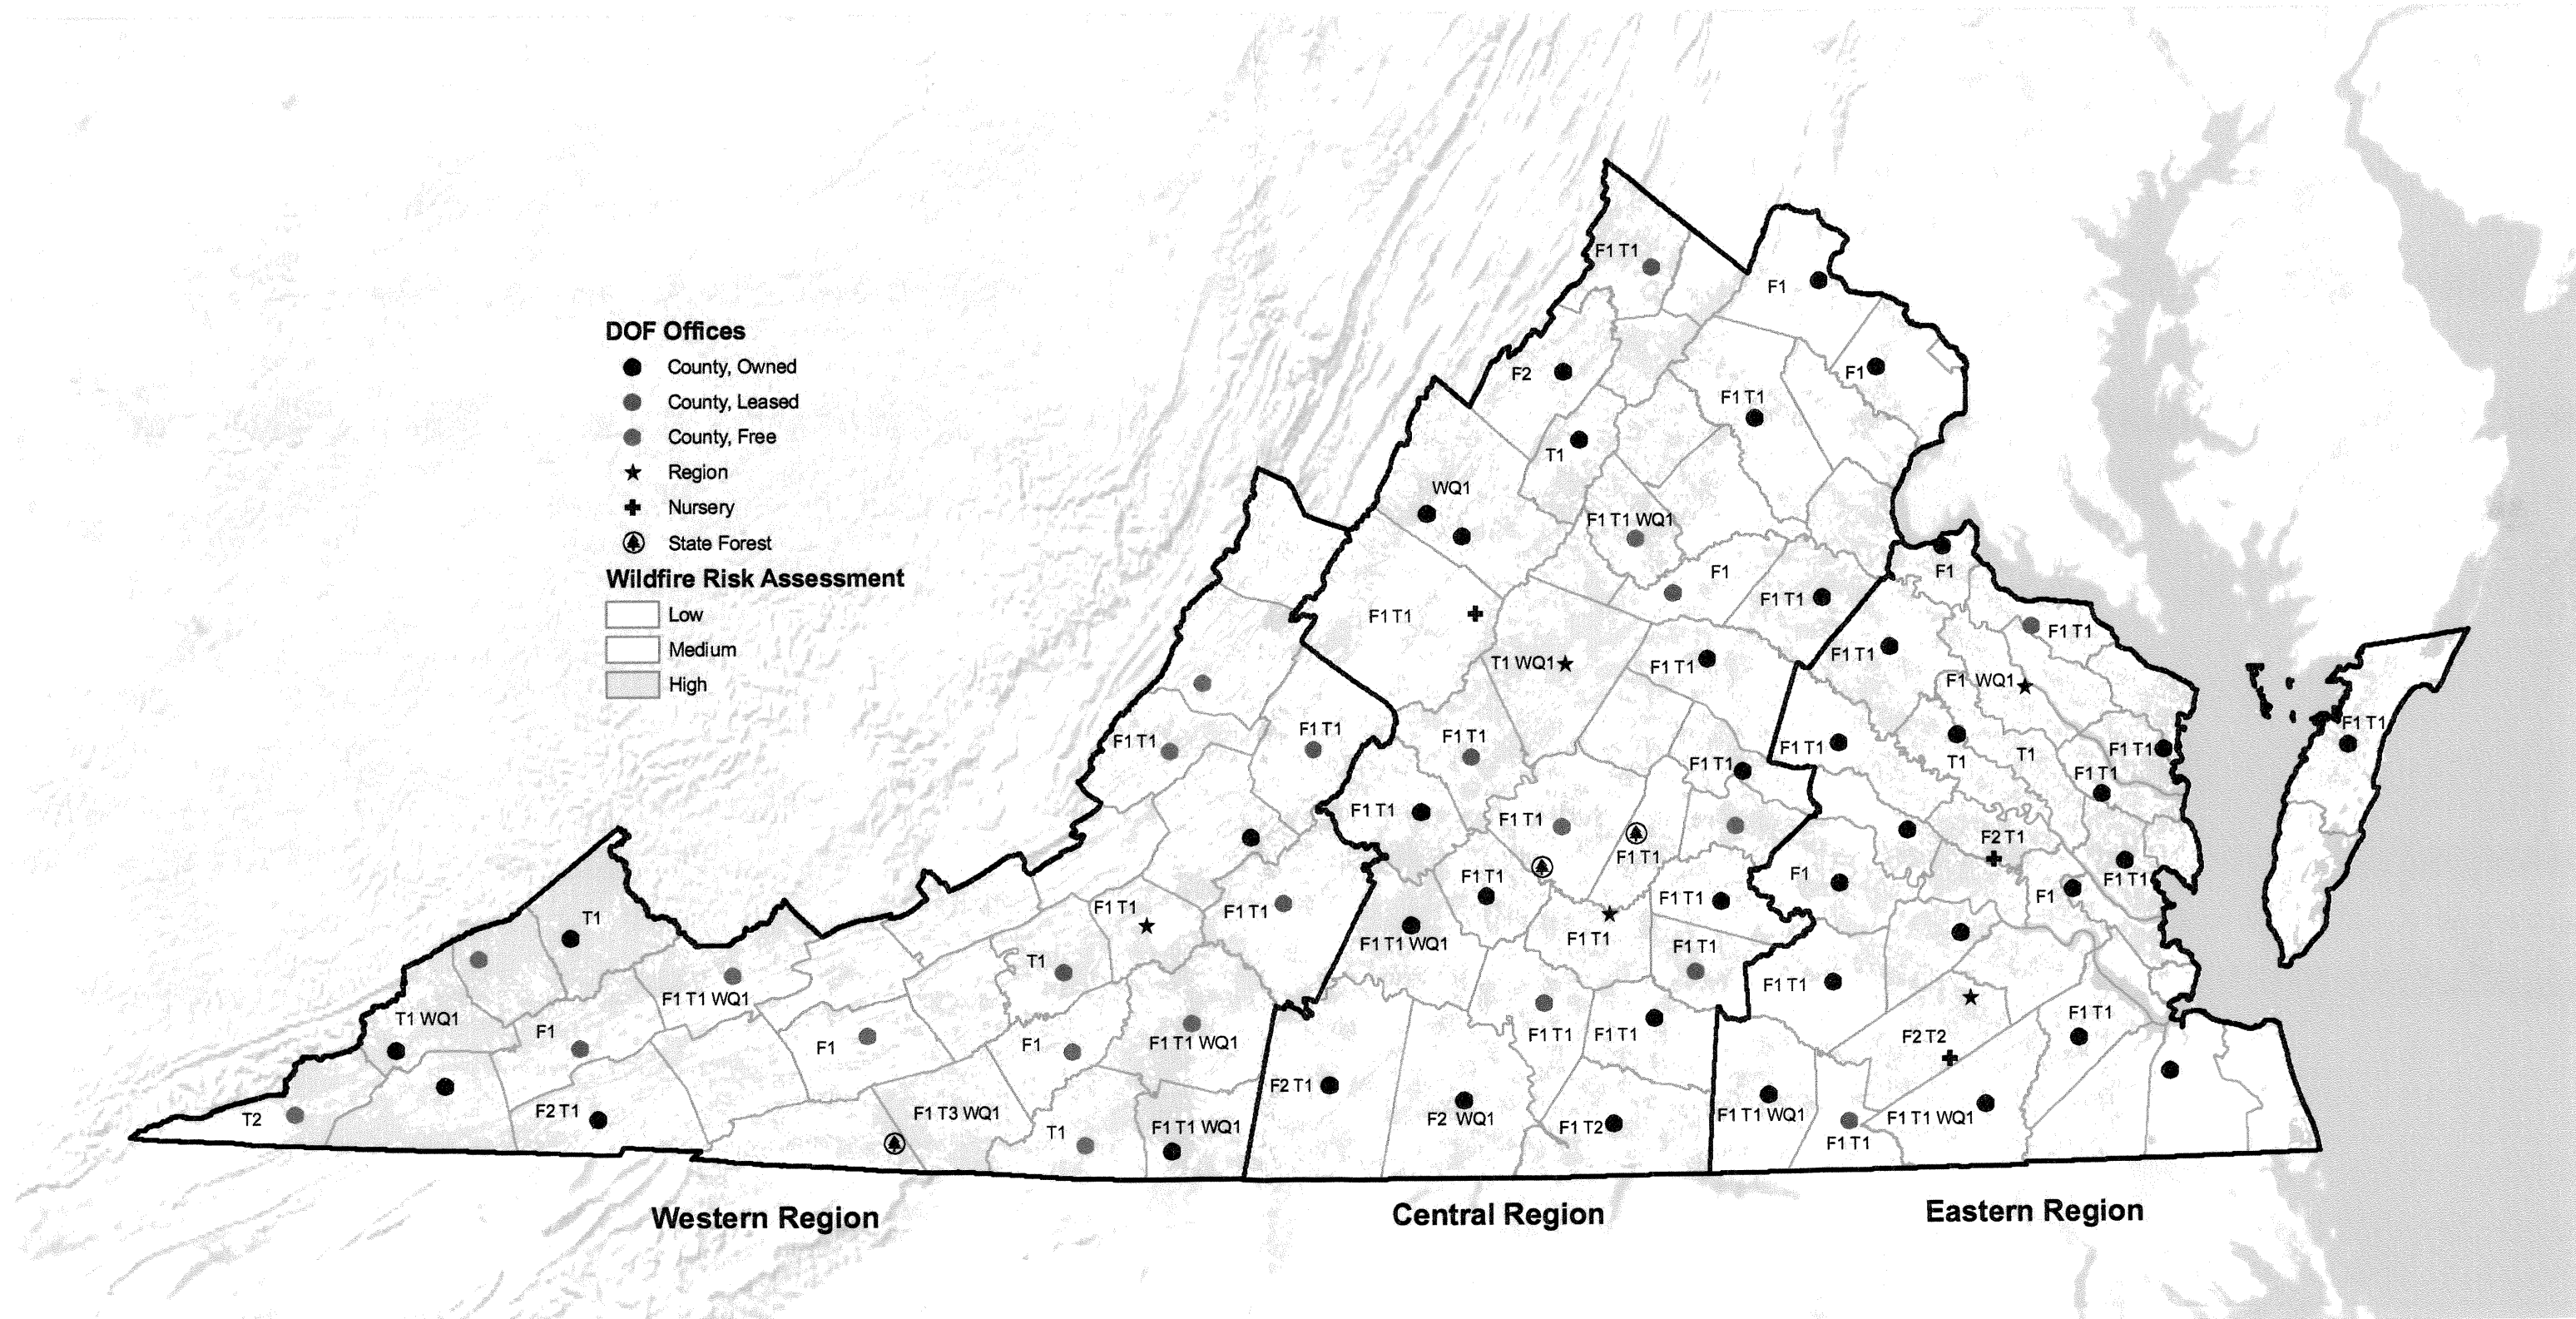 DOF Offices
County, Owned
County, Leased
County, Free
Region
Nursery
State Forest
Wildfire Risk Assessment
Low
Medium
High
F1 T1
F1
F2
F1
F1 T1
T1
WQ1
F1 T1 WQ1
F1
F1
F1 T1
F1 T1
F1 T1
T1 WQ1
F1 T1
F1 T1
F1 WQ1
F1 T1
F1 T1
F1 T1
F1 T1
F1 T1
F1 T1
T1
T1
F1 T1
F1 T1
F1 T1
F1 T1
F1 T1
F1 T1
F2 T1
F1
F1 T1
F1 T1
F1
F1 T1
F1 T1
F1 T1
T1
F1 T1 WQ1
F1 T1
F1 T1
T1
F1 T1 WQ1
F1 T1
T1 WQ1
F1
F1
F1
F1 T1 WQ1
F1 T1
F1 T1
F2 T2
F1 T1
T2
F2 T1
F1 T3 WQ1
T1
F1 T1 WQ1
F2 T1
F2 WQ1
F1 T2
F1 T1 WQ1
F1 T1
F1 T1 WQ1
Western Region
Central Region
Eastern Region